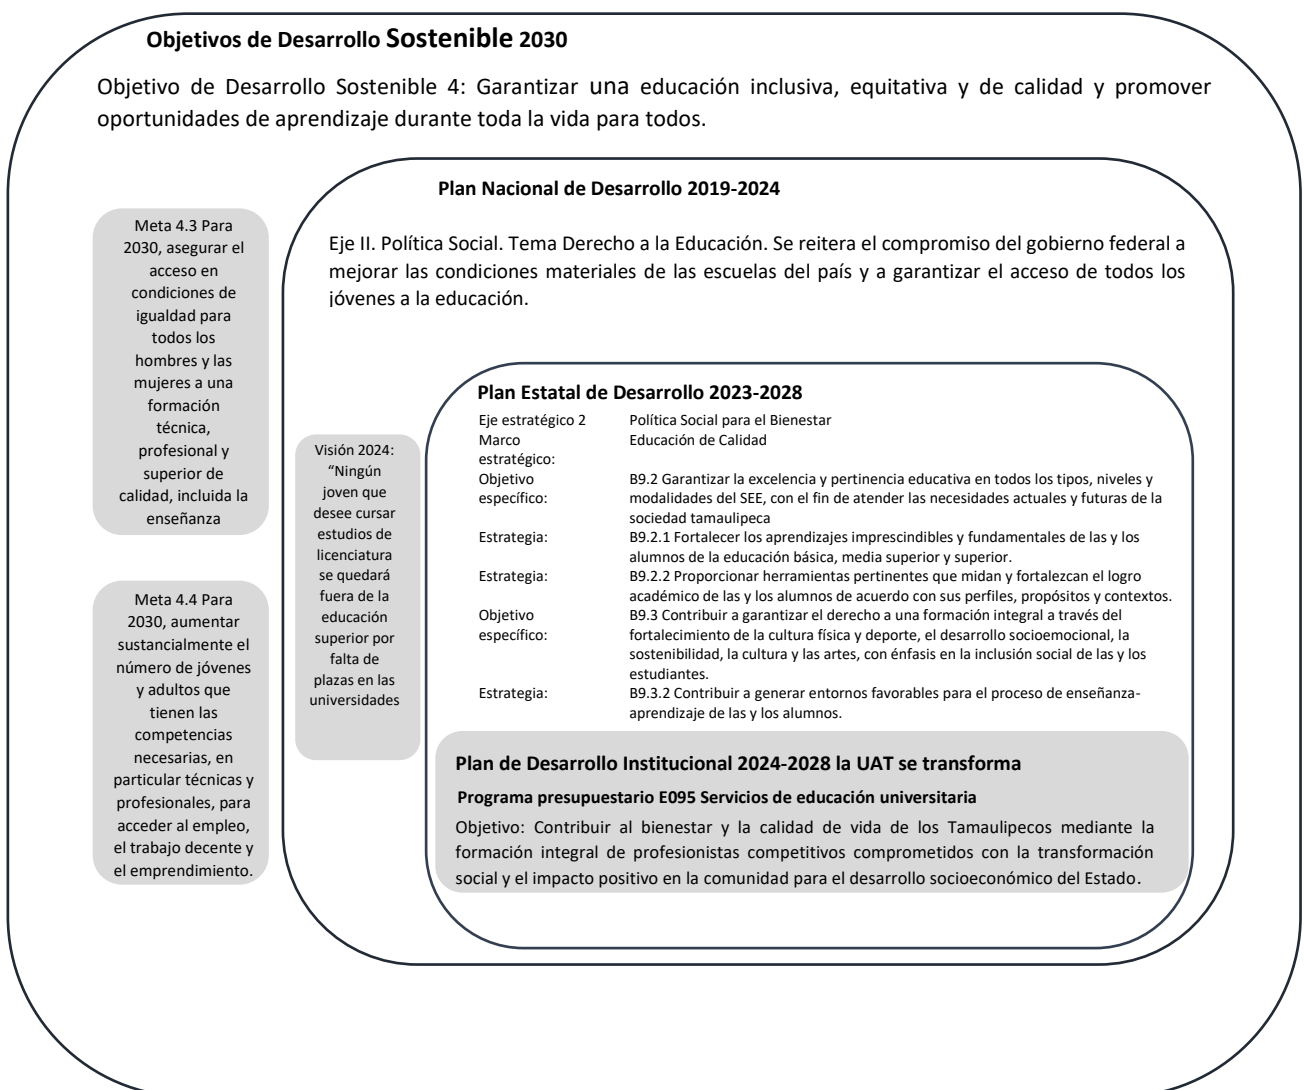 Objetivos de Desarrollo Sostenible 2030
Objetivo de Desarrollo Sostenible 4: Garantizar una educación inclusiva, equitativa y de calidad y promover
oportunidades de aprendizaje durante toda la vida para todos.
Meta 4.3 Para
2030, asegurar el
acceso en
condiciones de
igualdad para
todos los
hombres y las
mujeres a una
formación
técnica,
profesional y
superior de
calidad, incluida la
enseñanza
Meta 4.4 Para
2030, aumentar
sustancialmente el
número de jóvenes
y adultos que
tienen las
competencias
necesarias, en
particular técnicas y
profesionales, para
acceder al empleo,
el trabajo decente y
el emprendimiento.
Plan Nacional de Desarrollo 2019-2024
Eje II. Política Social. Tema Derecho a la Educación. Se reitera el compromiso del gobierno federal a
mejorar las condiciones materiales de las escuelas del país y a garantizar el acceso de todos los
jóvenes a la educación.
Visión 2024:
“Ningún
joven que
desee cursar
estudios de
licenciatura
se quedará
fuera de la
educación
superior por
falta de
plazas en las
universidades
Plan Estatal de Desarrollo 2023-2028
Eje estratégico 2 Política Social para el Bienestar
Marco Educación de Calidad
estratégico:
Objetivo B9.2 Garantizar la excelencia y pertinencia educativa en todos los tipos, niveles y
específico: modalidades del SEE, con el fin de atender las necesidades actuales y futuras de la
sociedad tamaulipeca
Estrategia: B9.2.1 Fortalecer los aprendizajes imprescindibles y fundamentales de las y los
alumnos de la educación básica, media superior y superior.
Estrategia: B9.2.2 Proporcionar herramientas pertinentes que midan y fortalezcan el logro
académico de las y los alumnos de acuerdo con sus perfiles, propósitos y contextos.
Objetivo B9.3 Contribuir a garantizar el derecho a una formación integral a través del
específico: fortalecimiento de la cultura física y deporte, el desarrollo socioemocional, la
sostenibilidad, la cultura y las artes, con énfasis en la inclusión social de las y los
estudiantes.
Estrategia: B9.3.2 Contribuir a generar entornos favorables para el proceso de enseñanza-
aprendizaje de las y los alumnos.
Plan de Desarrollo Institucional 2024-2028 la UAT se transforma
Programa presupuestario E095 Servicios de educación universitaria
Objetivo: Contribuir al bienestar y la calidad de vida de los Tamaulipecos mediante la
formación integral de profesionistas competitivos comprometidos con la transformación
social y el impacto positivo en la comunidad para el desarrollo socioeconómico del Estado.